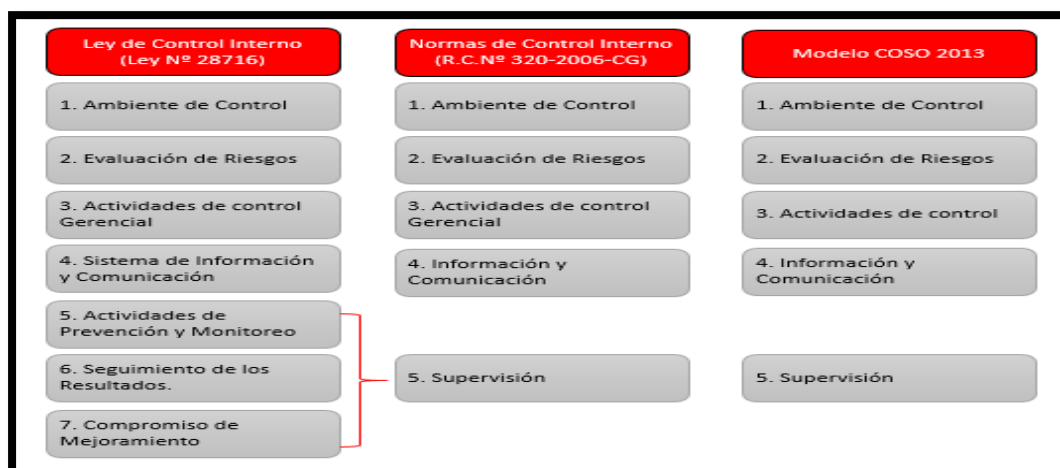 Ley de Control Interno
(Ley Nº 28716)
1. Ambiente de Control
2. Evaluación de Riesgos
3. Actividades de control
Gerencial
4. Sistema de Información
y Comunicación
5. Actividades de
Prevención y Monitoreo
6. Seguimiento de los
Resultados.
7. Compromiso de
Mejoramiento
Normas de Control Interno
(R.C.Nº 320-2006-CG)
1. Ambiente de Control
2. Evaluación de Riesgos
3. Actividades de control
Gerencial
4. Información y
Comunicación
5. Supervisión
Modelo COSO 2013
1. Ambiente de Control
2. Evaluación de Riesgos
3. Actividades de control
4. Información y
Comunicación
5. Supervisión